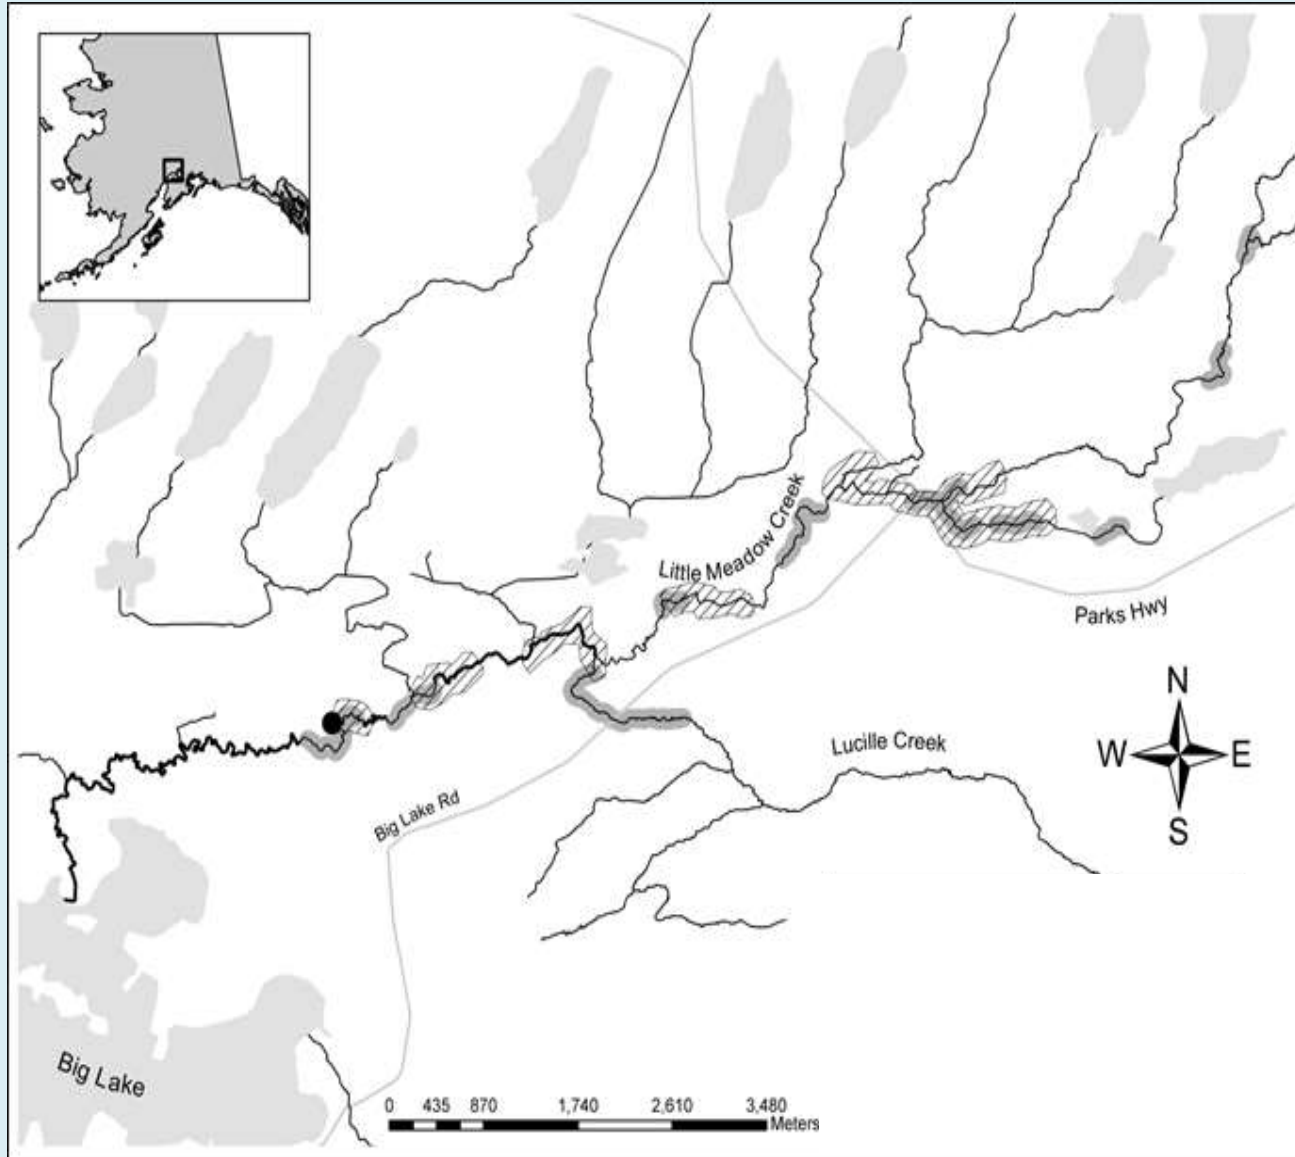 Little Meadow Creek
Parks Hwy
N
W E
S
Lucille Creek
Big Lake Rd
Big Lake
0 435 870 1,740 2,610 3,480
Meters